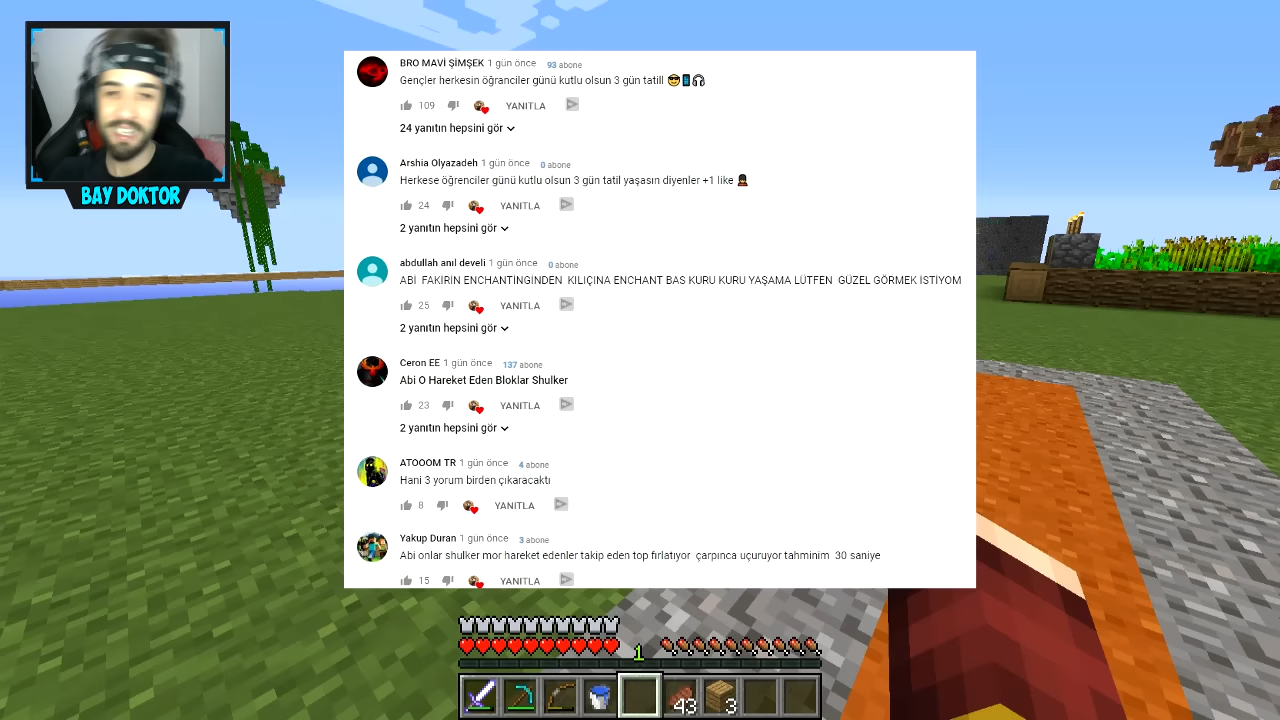 BAY DOKTOR
BRO MAVİ ŞİMŞEK 1 gün önce 93 abone
Gençler herkesin öğranciler günü kutlu olsun 3 gün tatill 😎📱🎧
109 YANITLA
24 yanıtın hepsini gör
Arshia Olyazadeh 1 gün önce 0 abone
Herkese öğrenciler günü kutlu olsun 3 gün tatil yaşasın diyenler +1 like
24 YANITLA
2 yanıtın hepsini gör
abdullah anıl develi 1 gün önce 0 abone
ABİ FAKİRİN ENCHANTINGİNDEN KILIÇINA ENCHANT BAS KURU KURU YAŞAMA LÜTFEN GÜZEL GÖRMEK İSTİYOM
25 YANITLA
2 yanıtın hepsini gör
Ceron EE 1 gün önce 137 abone
Abi O Hareket Eden Bloklar Shulker
23 YANITLA
2 yanıtın hepsini gör
ATOOOM TR 1 gün önce 4 abone
Hani 3 yorum birden çıkaracaktı
8 YANITLA
Yakup Duran 1 gün önce 3 abone
Abi onlar shulker mor hareket edenler takip eden top fırlatıyor çarpınca uçuruyor tahminim 30 saniye
15 YANITLA
1
43 3